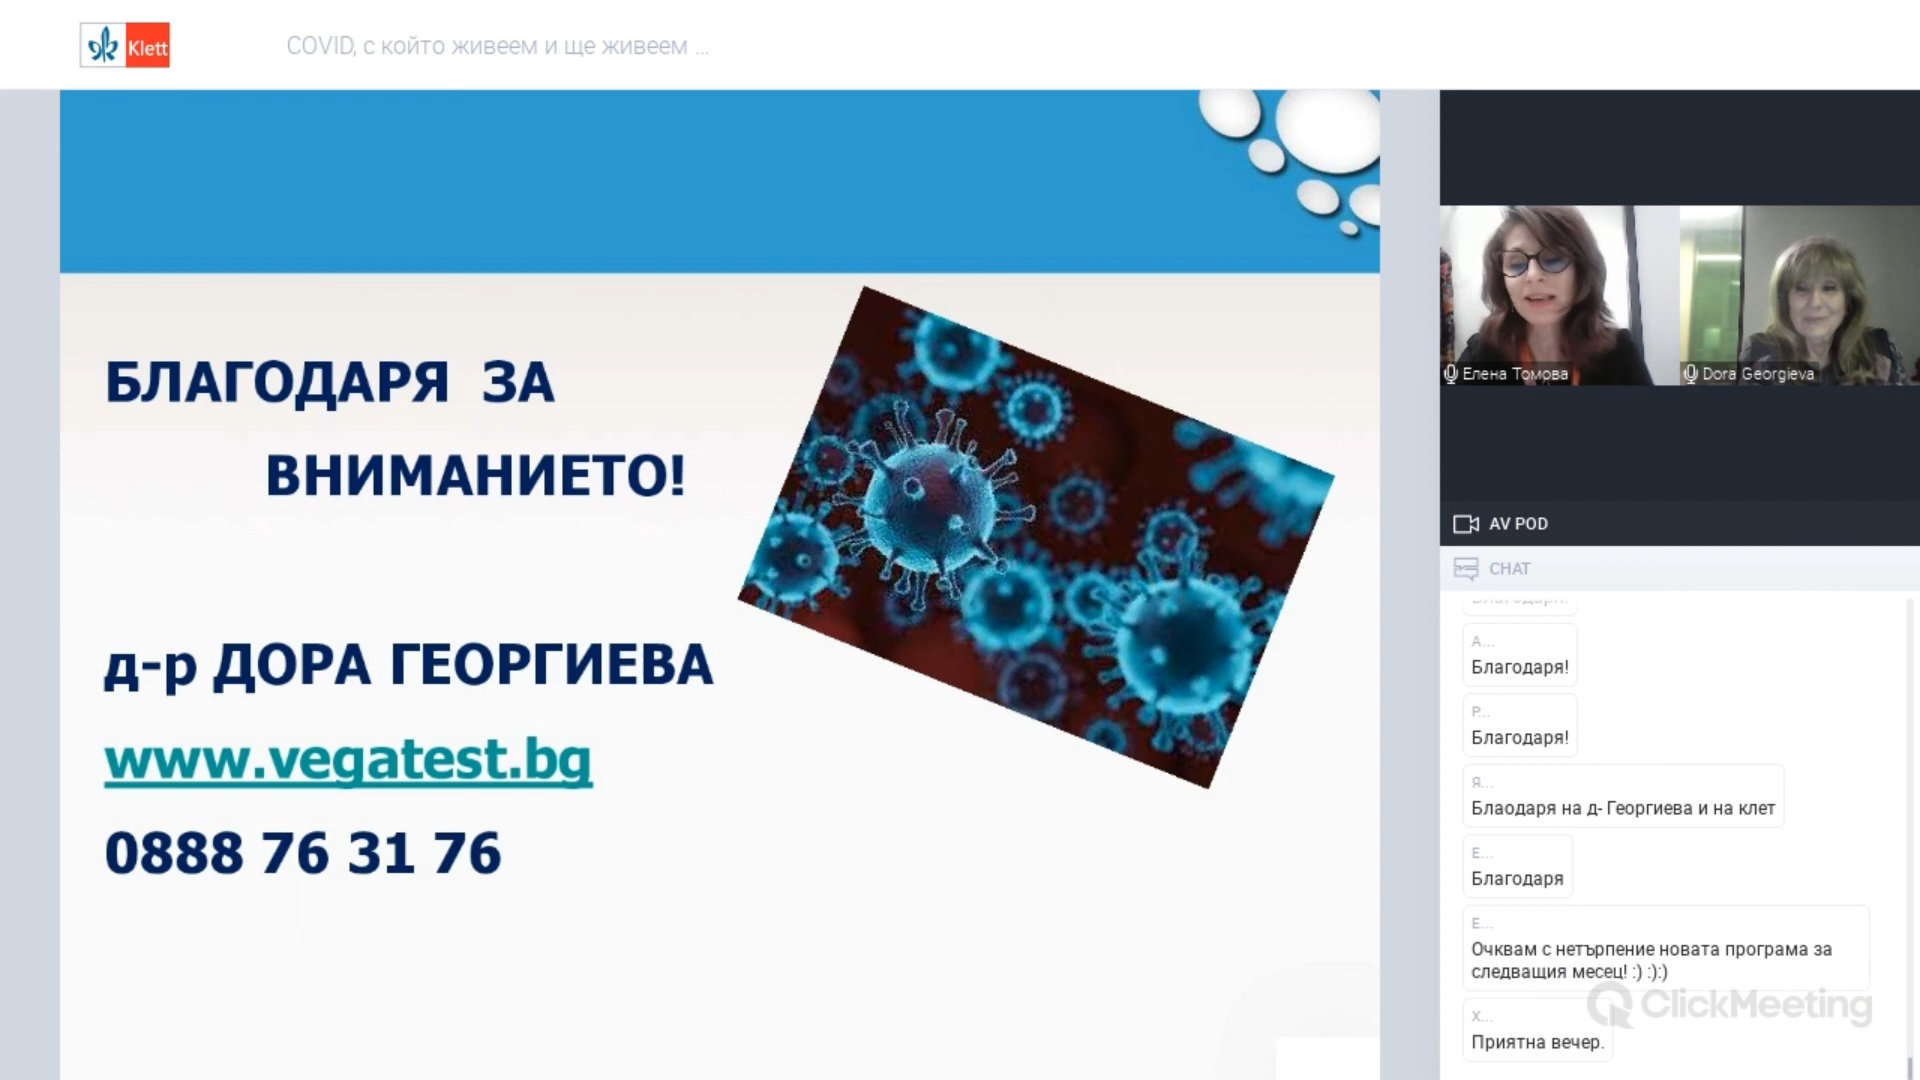 Klett
COVID, с който живеем и ще живеем ...
БЛАГОДАРЯ ЗА
ВНИМАНИЕТО!
д-р ДОРА ГЕОРГИЕВА
www.vegatest.bg
0888 76 31 76
Елена Томова
Dora Georgieva
AV POD
CHAT
А...
Благодаря!
Р...
Благодаря!
Я...
Блаодаря на д- Георгиева и на клет
Е...
Благодаря
Е...
Очквам с нетърпение новата програма за
следващия месец! :) :):)
Х...
Приятна вечер.
ClickMeeting